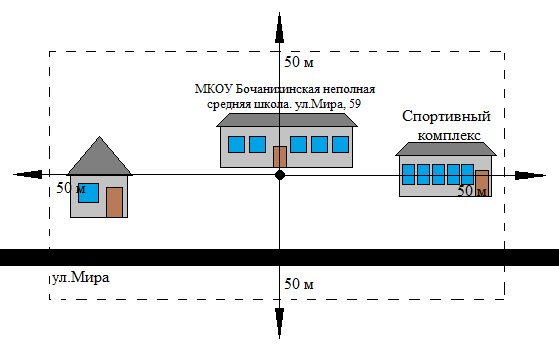 50 м
МКОУ Бочанихинская неполная
средняя школа. ул.Мира, 59
Спортивный
комплекс
50 м
50 м
ул.Мира
50 м